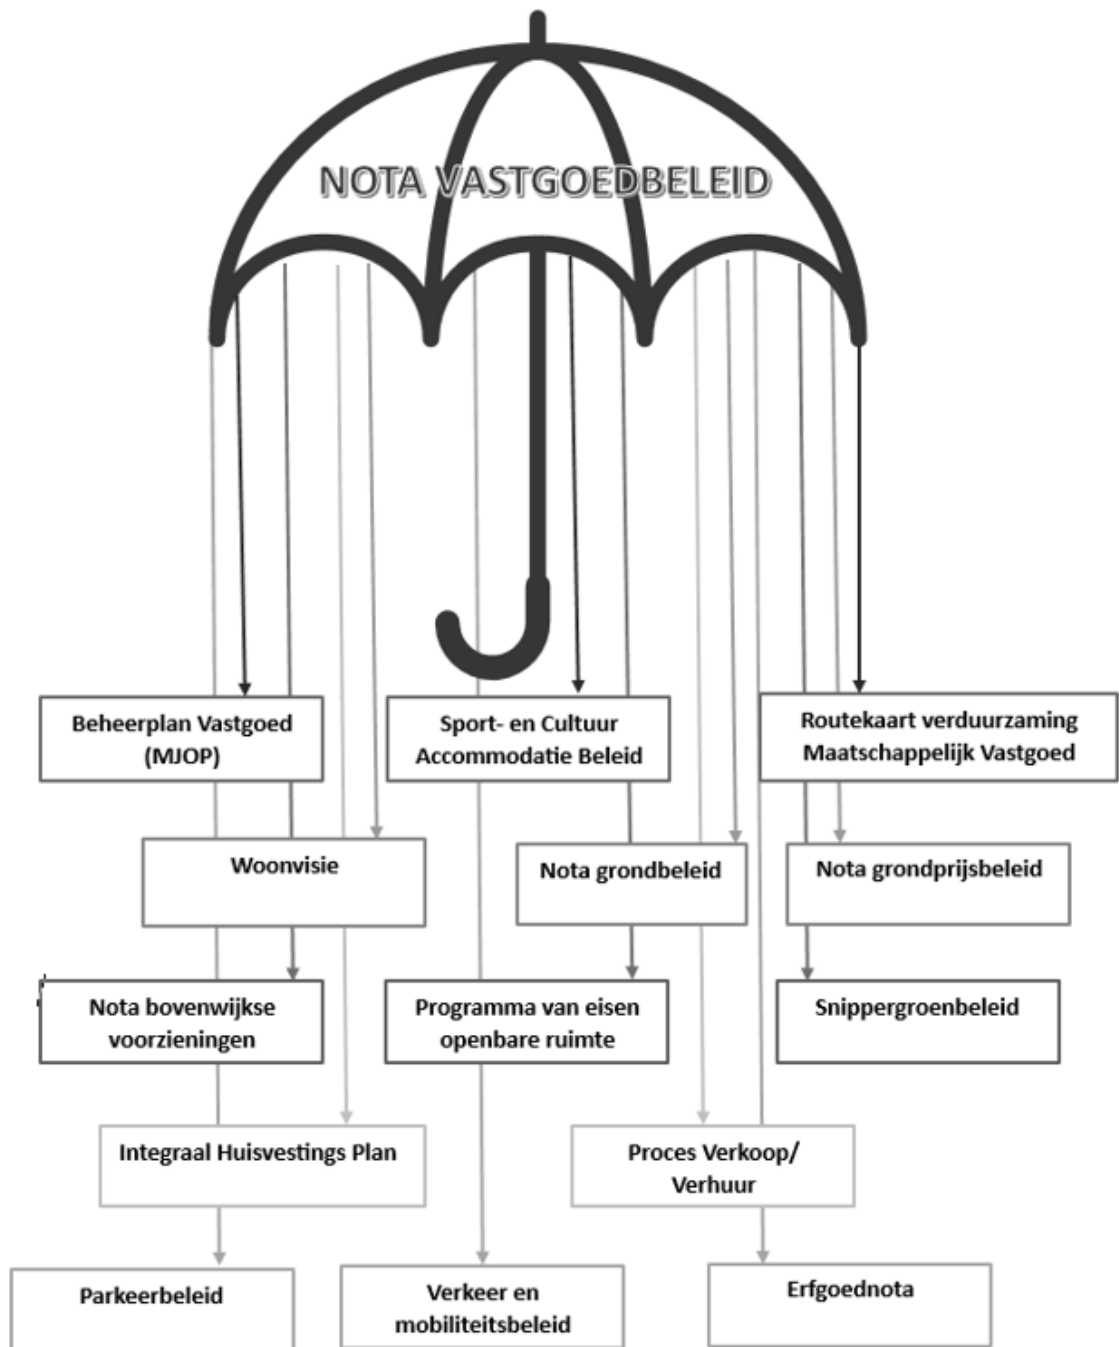 NOTA VASTGOEDBELEID
Beheerplan Vastgoed
(MJOP)
Sport- en Cultuur
Accommodatie Beleid
Routekaart verduurzaming
Maatschappelijk Vastgoed
Woonvisie
Nota grondbeleid
Nota grondprijsbeleid
Nota bovenwijkse
voorzieningen
Programma van eisen
openbare ruimte
Snippergroenbeleid
Integraal Huisvestings Plan
Proces Verkoop/
Verhuur
Parkeerbeleid
Verkeer en
mobiliteitsbeleid
Erfgoednota